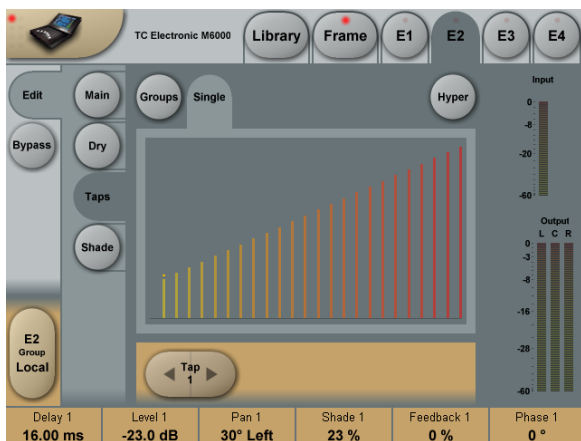 TC Electronic M6000
Library
Frame
E1
E2
E3
E4
Edit
Bypass
Main
Dry
Taps
Shade
Groups
Single
Hyper
Input
0
-8
-20
-60
Output
L C R
0
-3
-8
-16
-28
-60
E2
Group
Local
Tap
1
Delay 1
16.00 ms
Level 1
-23.0 dB
Pan 1
30° Left
Shade 1
23 %
Feedback 1
0 %
Phase 1
0 °